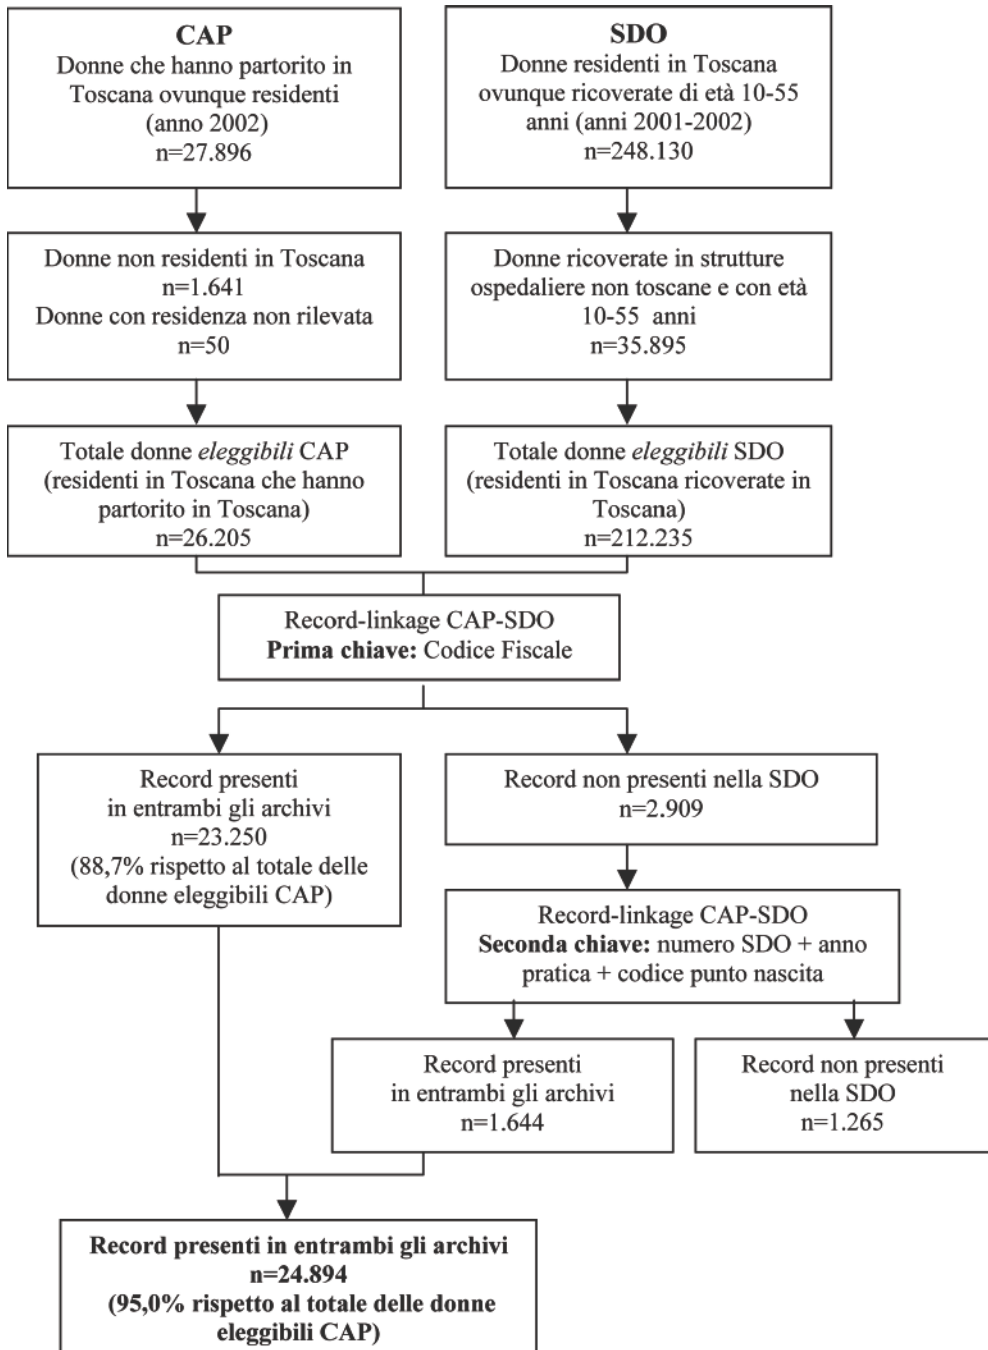 CAP
Donne che hanno partorito in
Toscana ovunque residenti
(anno 2002)
n=27.896
SDO
Donne residenti in Toscana
ovunque ricoverate di età 10-55
anni (anni 2001-2002)
n=248.130
Donne non residenti in Toscana
n=1.641
Donne con residenza non rilevata
n=50
Donne ricoverate in strutture
ospedaliere non toscane e con età
10-55 anni
n=35.895
Totale donne eleggibili CAP
(residenti in Toscana che hanno
partorito in Toscana)
n=26.205
Totale donne eleggibili SDO
(residenti in Toscana ricoverate in
Toscana)
n=212.235
Record-linkage CAP-SDO
Prima chiave: Codice Fiscale
Record presenti
in entrambi gli archivi
n=23.250
(88,7% rispetto al totale delle
donne eleggibili CAP)
Record non presenti nella SDO
n=2.909
Record-linkage CAP-SDO
Seconda chiave: numero SDO + anno
pratica + codice punto nascita
Record presenti
in entrambi gli archivi
n=1.644
Record non presenti
nella SDO
n=1.265
Record presenti in entrambi gli archivi
n=24.894
(95,0% rispetto al totale delle donne
eleggibili CAP)